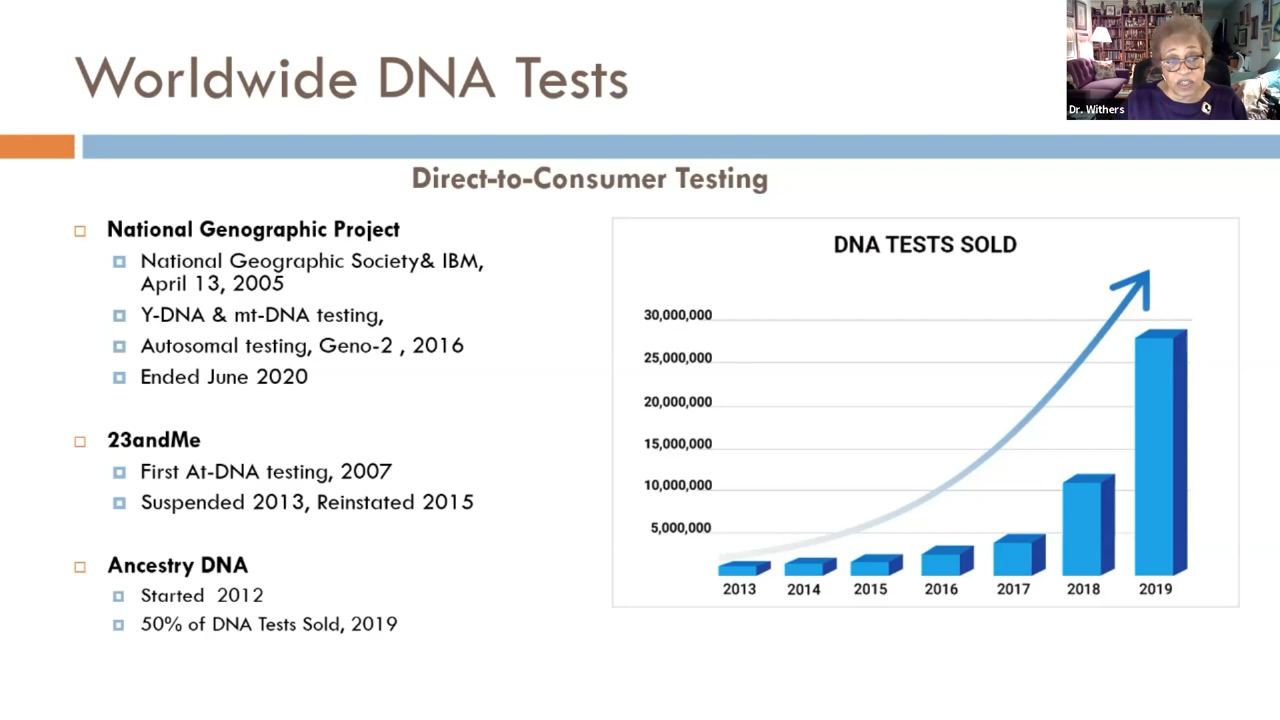 Worldwide DNA Tests
Dr. Withers
Direct-to-Consumer Testing
National Genographic Project
National Geographic Society& IBM,
April 13, 2005
Y-DNA & mt-DNA testing,
Autosomal testing, Geno-2 , 2016
Ended June 2020
23andMe
First At-DNA testing, 2007
Suspended 2013, Reinstated 2015
Ancestry DNA
Started 2012
50% of DNA Tests Sold, 2019
DNA TESTS SOLD
30,000,000
25,000,000
20,000,000
15,000,000
10,000,000
5,000,000
2013 2014 2015 2016 2017 2018 2019